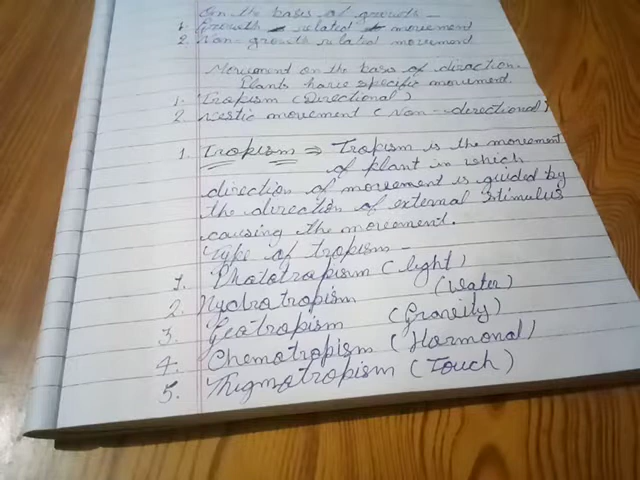 On the basis of growth -
1. Growth related movement
2. Non-growth related movement
Movement on the basis of direction.
Plants have specific movement.
1. Tropism (Directional)
2. Nestic movement (Non-directional)
1. Tropism ⇒ Tropism is the movement
of plant in which
direction of movement is guided by
the direction of external stimulus
causing the movement.
Type of tropism -
1. Phototropism (light)
2. Hydrotropism (Water)
3. Geotropism (Gravity)
4. Chemotropism (Harmonal)
5. Thigmotropism (Touch)